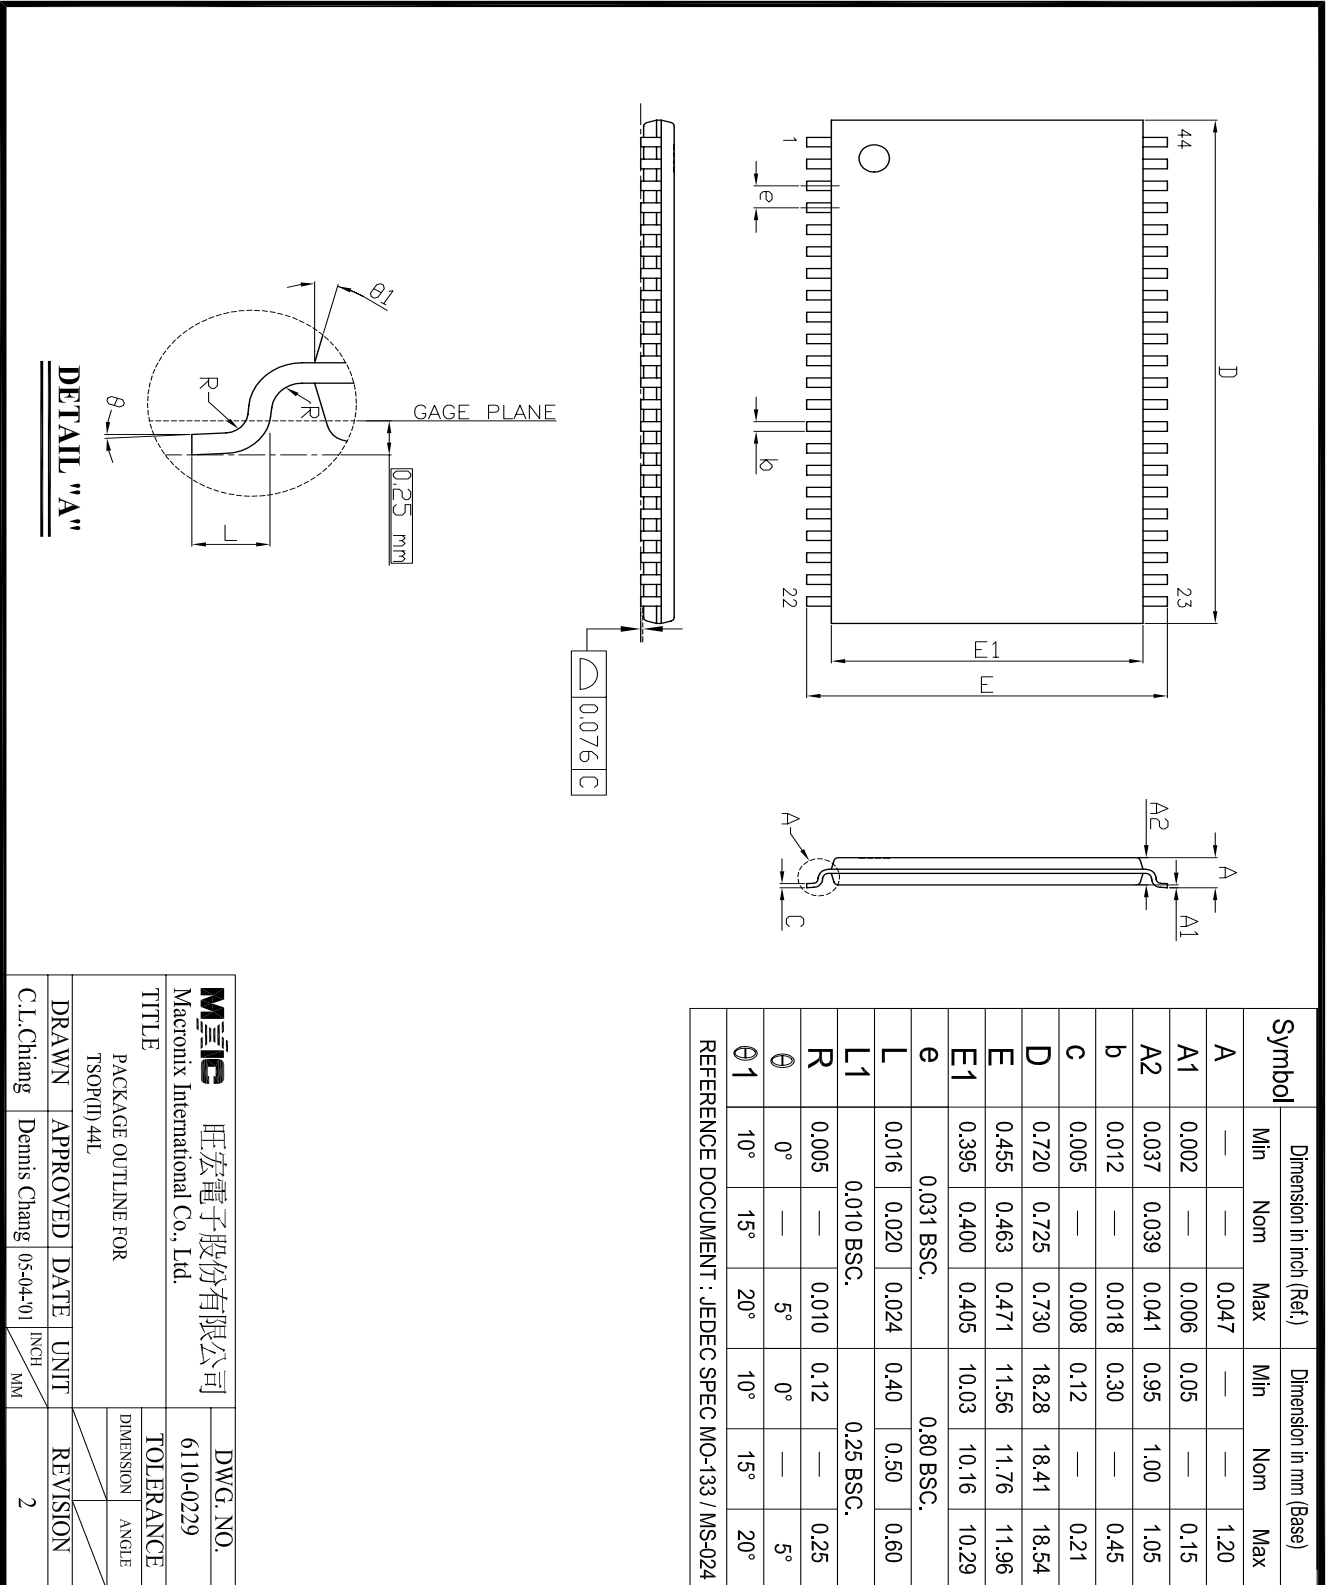 44
23
1
22
e
b
D
E1
E
0.076 C
A
A2
A
A1
C
θ1
R
R
θ
L
GAGE PLANE
0.25 mm
DETAIL "A"
Symbol Dimension in inch (Ref.) Dimension in mm (Base)
Min Nom Max Min Nom Max
A — — 0.047 — — 1.20
A1 0.002 — 0.006 0.05 — 0.15
A2 0.037 0.039 0.041 0.95 1.00 1.05
b 0.012 — 0.018 0.30 — 0.45
c 0.005 — 0.008 0.12 — 0.21
D 0.720 0.725 0.730 18.28 18.41 18.54
E 0.455 0.463 0.471 11.56 11.76 11.96
E1 0.395 0.400 0.405 10.03 10.16 10.29
e 0.031 BSC. 0.80 BSC.
L 0.016 0.020 0.024 0.40 0.50 0.60
L1 0.010 BSC. 0.25 BSC.
R 0.005 — 0.010 0.12 — 0.25
θ 0° — 5° 0° — 5°
θ1 10° 15° 20° 10° 15° 20°
REFERENCE DOCUMENT : JEDEC SPEC MO-133 / MS-024
MXIC 旺宏電子股份有限公司
Macronix International Co., Ltd.
DWG. NO.
6110-0229
TITLE
PACKAGE OUTLINE FOR
TSOP(II) 44L
TOLERANCE
DIMENSION ANGLE
DRAWN APPROVED DATE UNIT REVISION
C.L.Chiang Dennis Chang 05-04-'01 INCH MM 2